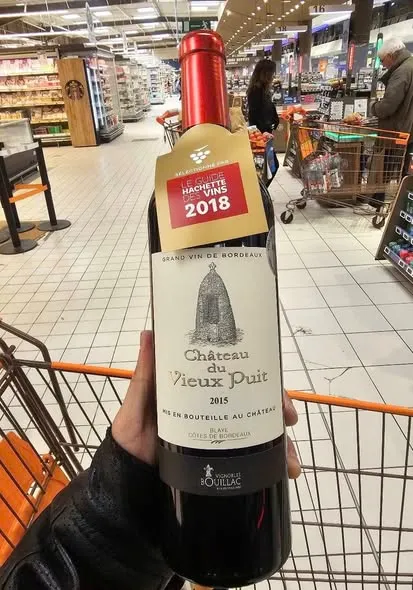 SÉLECTIONNÉ PAR
LE GUIDE
HACHETTE
DES VINS
2018
GRAND VIN DE BORDEAUX
Château
du
Vieux Puit
2015
MIS EN BOUTEILLE AU CHÂTEAU
BLAYE
CÔTES DE BORDEAUX
VIGNOBLES
BOUILLAC